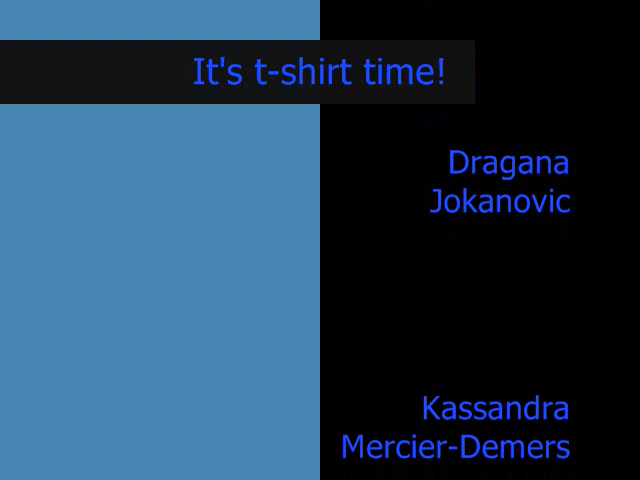 It's t-shirt time!
Dragana
Jokanovic
Kassandra
Mercier-Demers